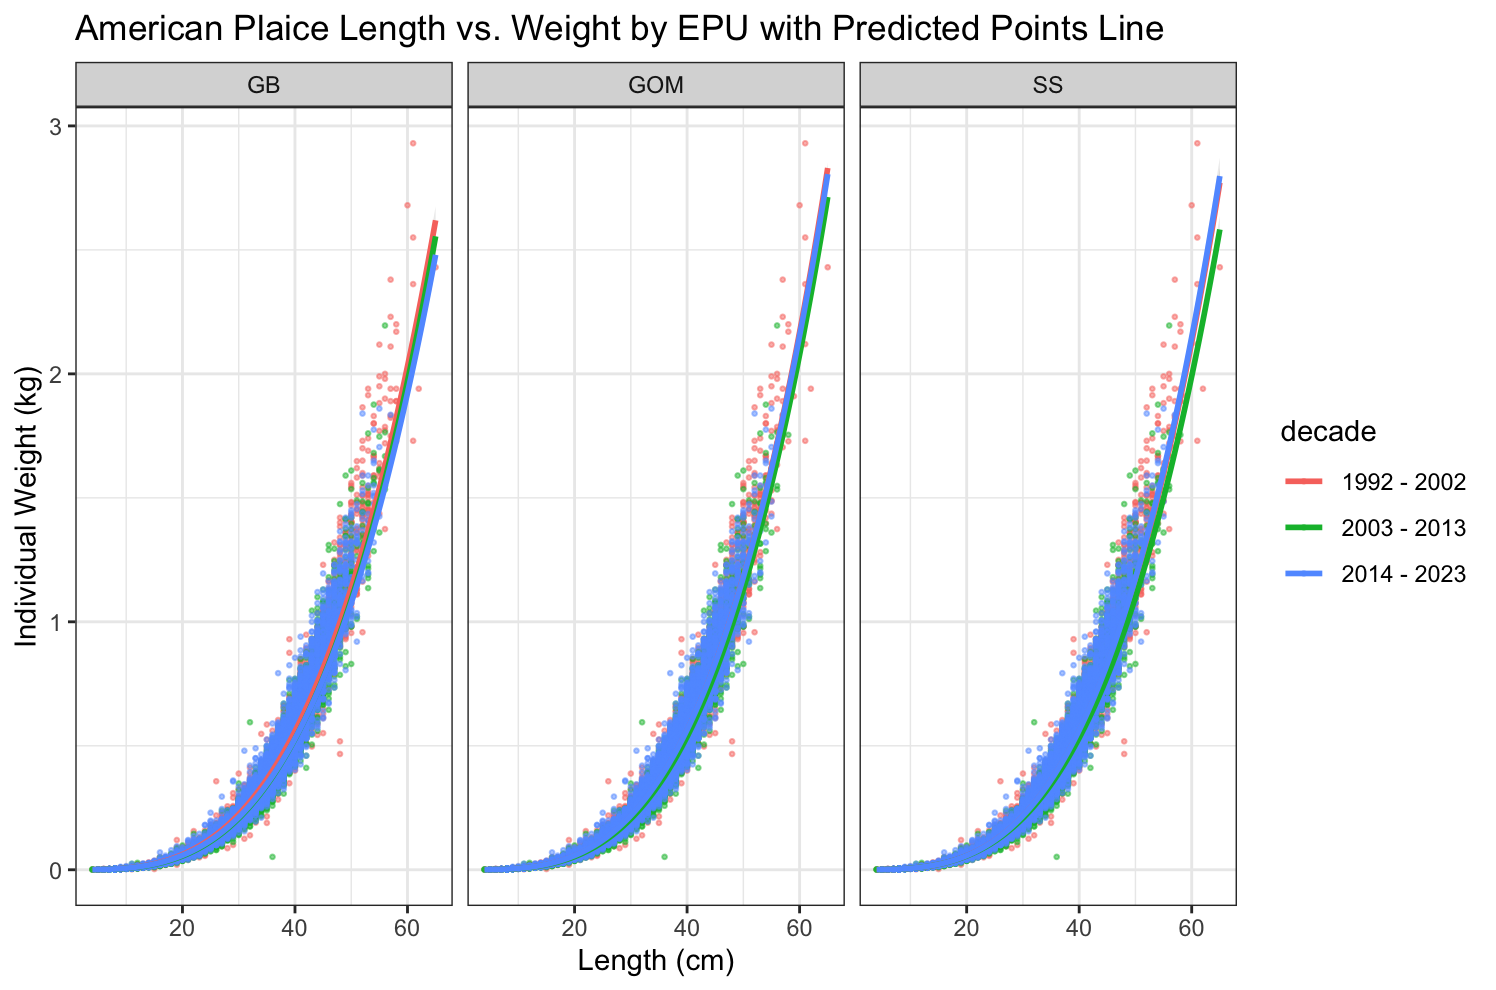 American Plaice Length vs. Weight by EPU with Predicted Points Line
GB GOM SS
3
2
1
0
Individual Weight (kg)
20 40 60 20 40 60 20 40 60
Length (cm)
decade
1992 - 2002
2003 - 2013
2014 - 2023